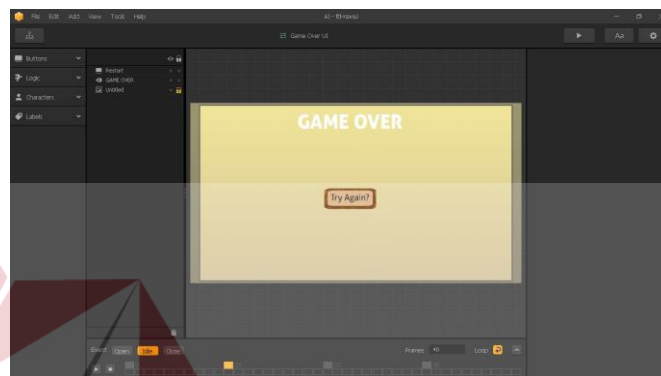 File Edit Add View Tools Help
Game Over UI
Aa
Buttons
Logic
Characters
Labels
Restart
GAME OVER
Untitled
GAME OVER
Try Again?
Event Open Idle Close
Frames
Loop